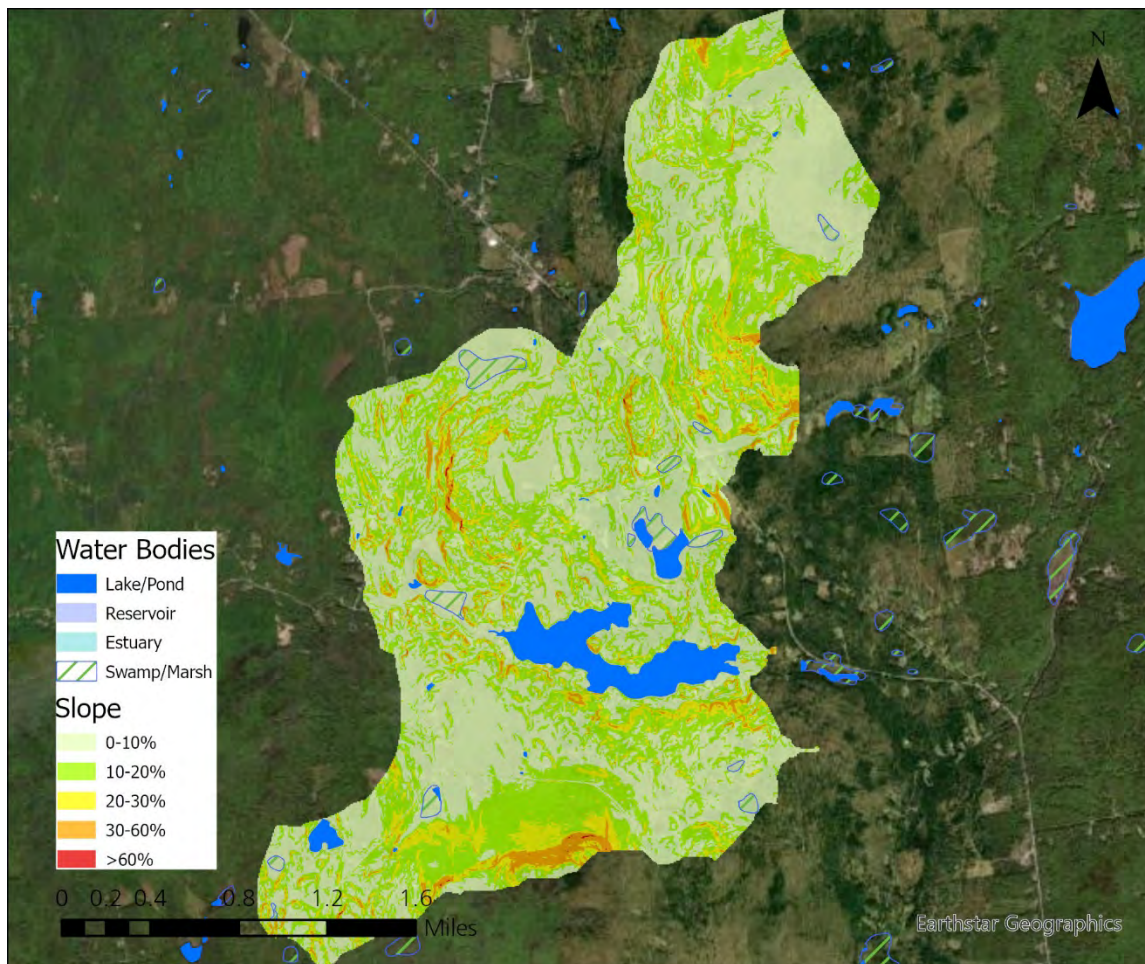 N
Water Bodies
Lake/Pond
Reservoir
Estuary
Swamp/Marsh
Slope
0-10%
10-20%
20-30%
30-60%
>60%
0 0.2 0.4 0.8 1.2 1.6
Miles
Earthstar Geographics